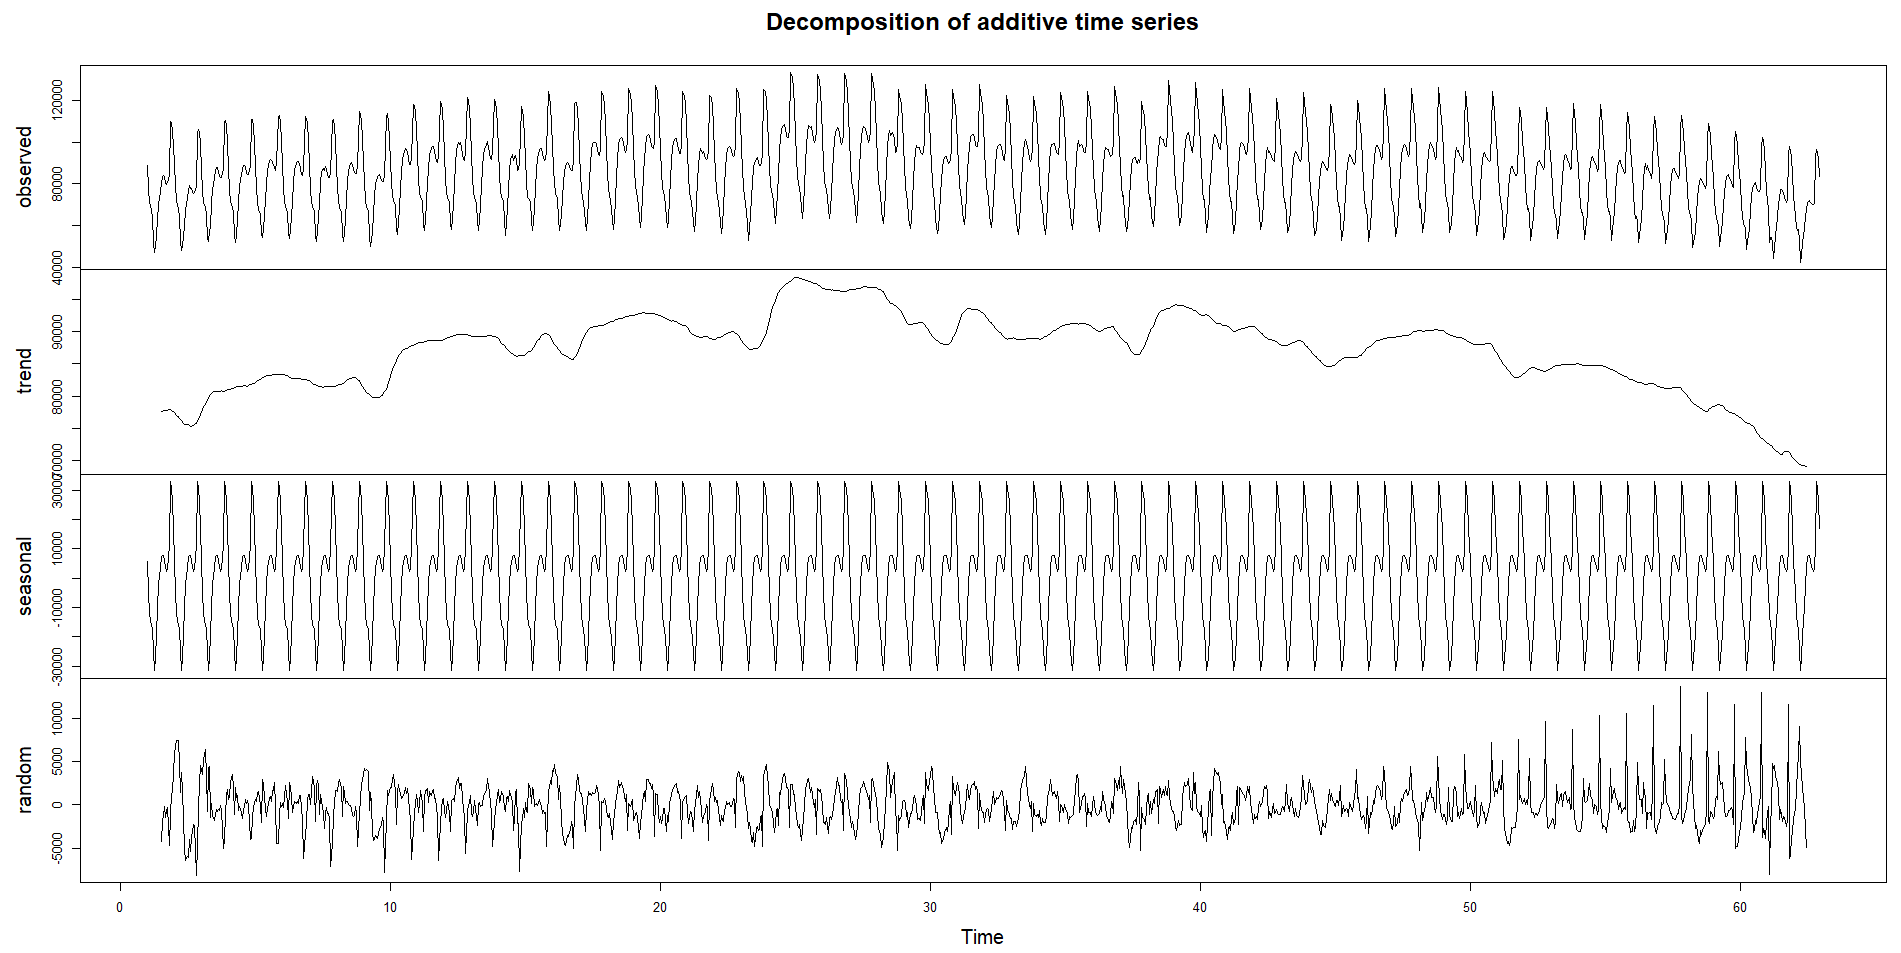 Decomposition of additive time series
observed
40000 80000 120000
trend
70000 80000 90000
seasonal
-30000 -10000 10000 30000
random
-5000 0 5000 10000
0 10 20 30 40 50 60
Time